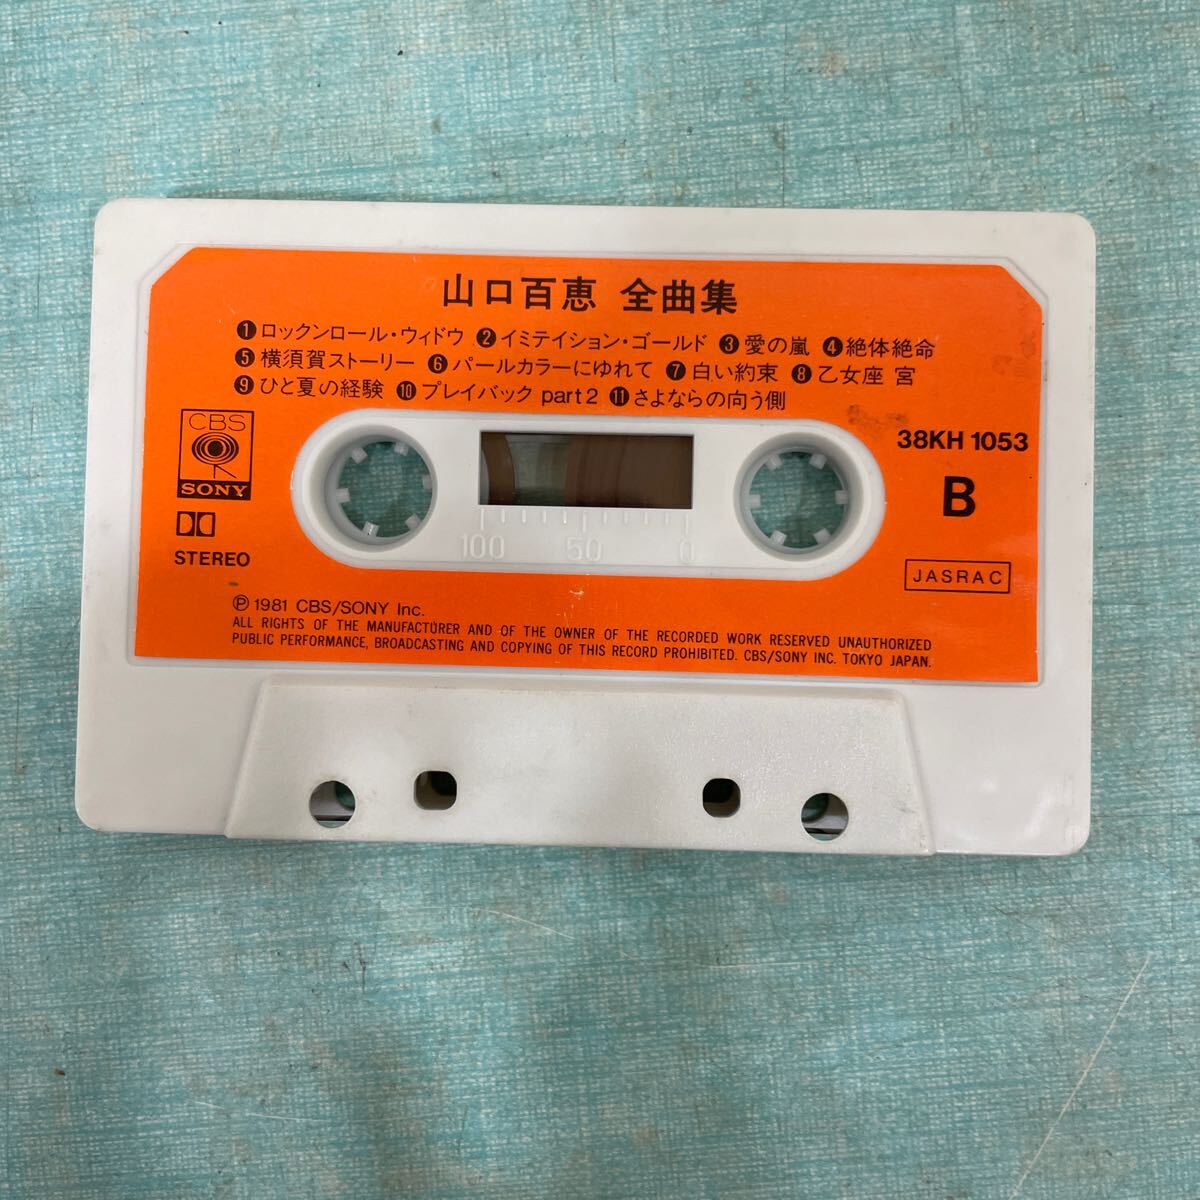 山口百恵 全曲集
❶ロックンロール・ウィドウ ❷イミテイション・ゴールド ❸愛の嵐 ❹絶体絶命
❺横須賀ストーリー ❻パールカラーにゆれて ❼白い約束 ❽乙女座 宮
❾ひと夏の経験 ❿プレイバック part2 ⓫さよならの向う側
CBS
SONY
STEREO
38KH 1053
B
JASRAC
100 50 0
Ⓟ 1981 CBS/SONY Inc.
ALL RIGHTS OF THE MANUFACTURER AND OF THE OWNER OF THE RECORDED WORK RESERVED UNAUTHORIZED
PUBLIC PERFORMANCE, BROADCASTING AND COPYING OF THIS RECORD PROHIBITED. CBS/SONY INC. TOKYO JAPAN.